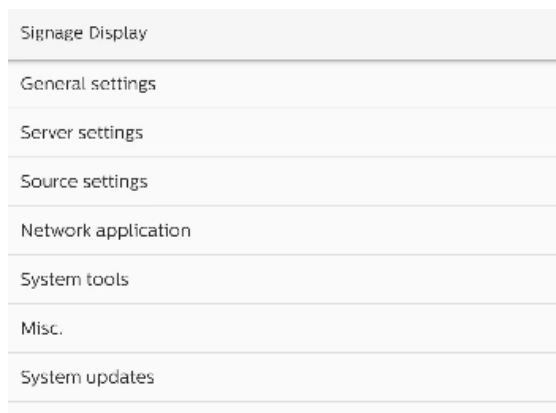 Signage Display
General settings
Server settings
Source settings
Network application
System tools
Misc.
System updates